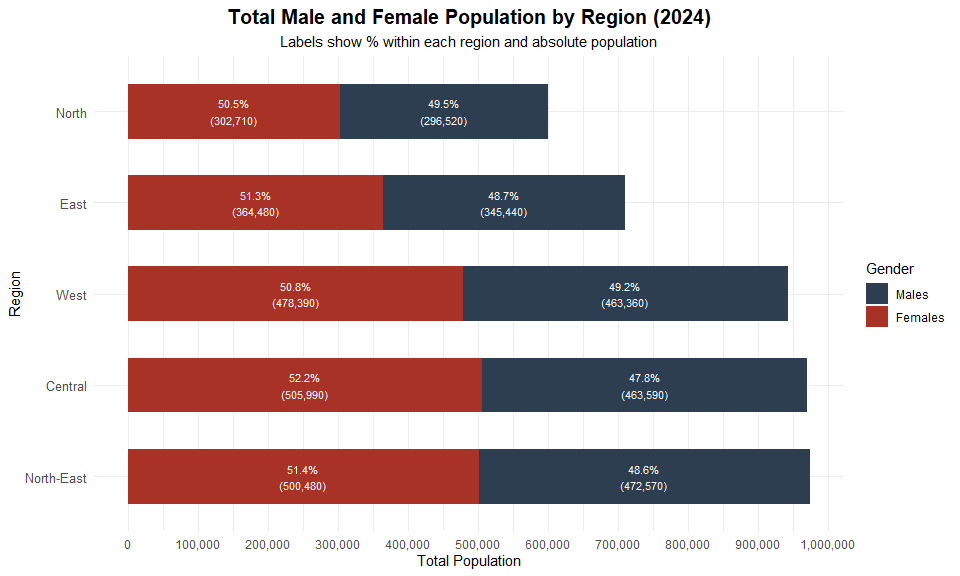 Total Male and Female Population by Region (2024)
Labels show % within each region and absolute population
North
50.5%
(302,710)
49.5%
(296,520)
East
51.3%
(364,480)
48.7%
(345,440)
West
50.8%
(478,390)
49.2%
(463,360)
Central
52.2%
(505,990)
47.8%
(463,590)
North-East
51.4%
(500,480)
48.6%
(472,570)
Region
0 100,000 200,000 300,000 400,000 500,000 600,000 700,000 800,000 900,000 1,000,000
Total Population
Gender
Males
Females